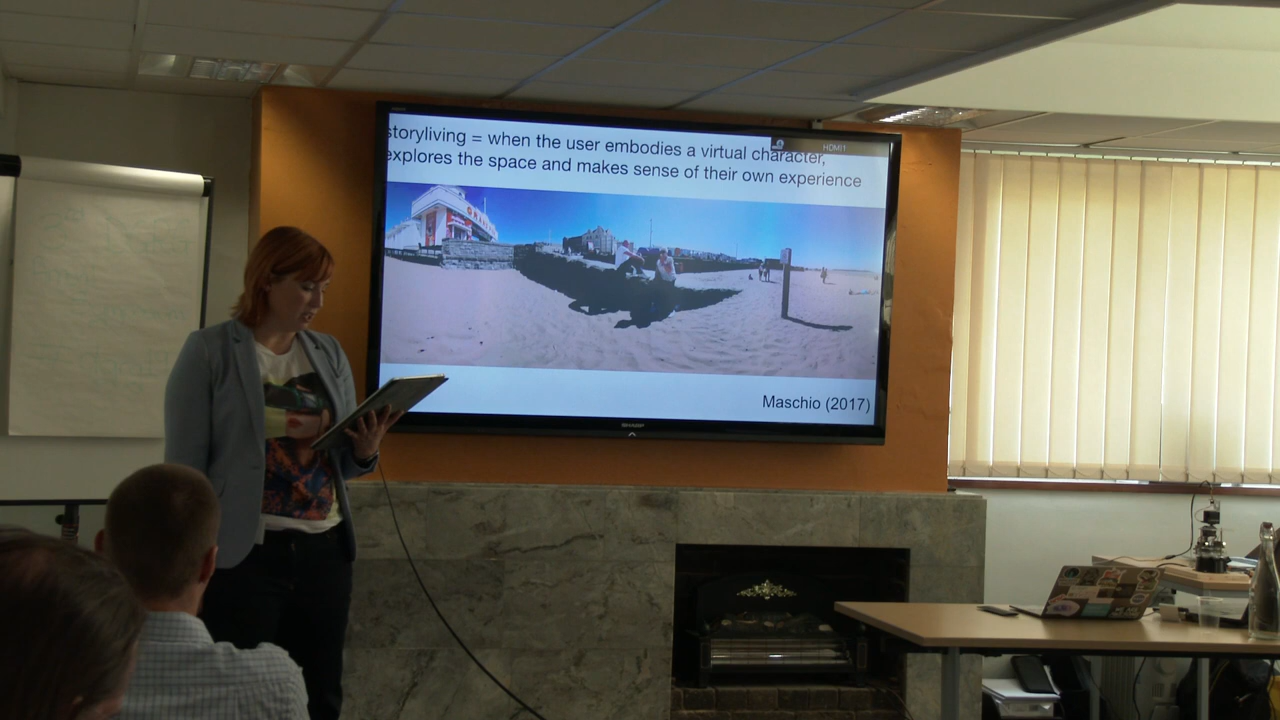 storyliving = when the user embodies a virtual character,
explores the space and makes sense of their own experience
HDMI1
Maschio (2017)
SHARP